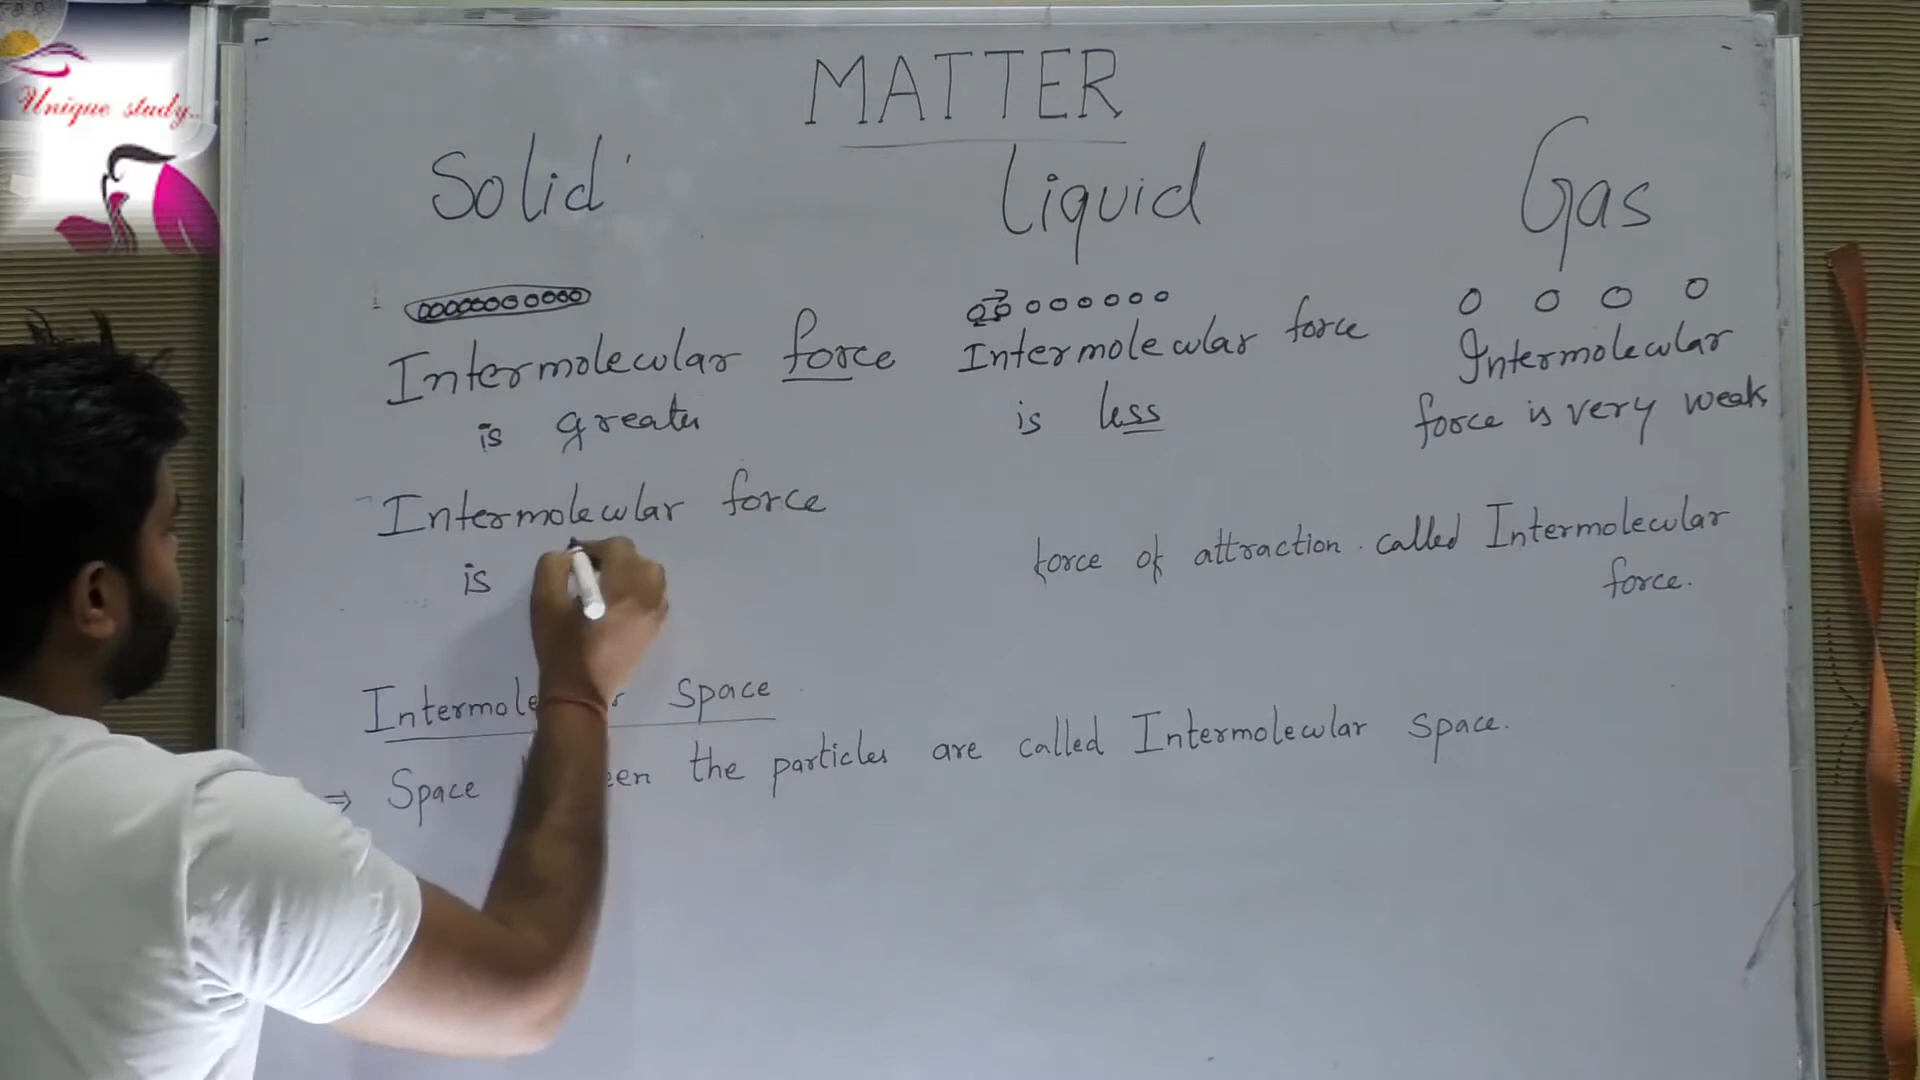 Unique study..
MATTER
Solid
Liquid
Gas
Intermolecular force
is greater
Intermolecular force
is less
Intermolecular
force is very weak
Intermolecular force
is
force of attraction. called Intermolecular
force.
Space
⇒ Space the particles are called Intermolecular space.